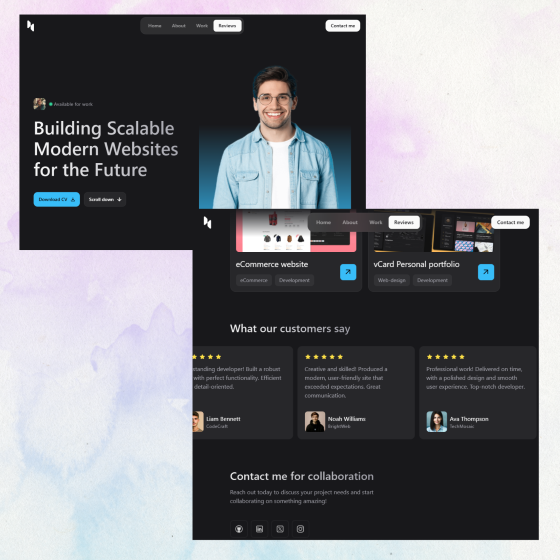 Home About Work Reviews Contact me
Available for work
Building Scalable
Modern Websites
for the Future
Download CV Scroll down
Home About Work Reviews Contact me
eCommerce website
eCommerce Development
vCard Personal portfolio
Web-design Development
What our customers say
standing developer! Built a robust
with perfect functionality. Efficient
detail-oriented.
Liam Bennett
CodeCraft
Creative and skilled! Produced a
modern, user-friendly site that
exceeded expectations. Great
communication.
Noah Williams
BrightWeb
Professional work! Delivered on time,
with a polished design and smooth
user experience. Top-notch developer.
Ava Thompson
TechMosaic
Contact me for collaboration
Reach out today to discuss your project needs and start
collaborating on something amazing!